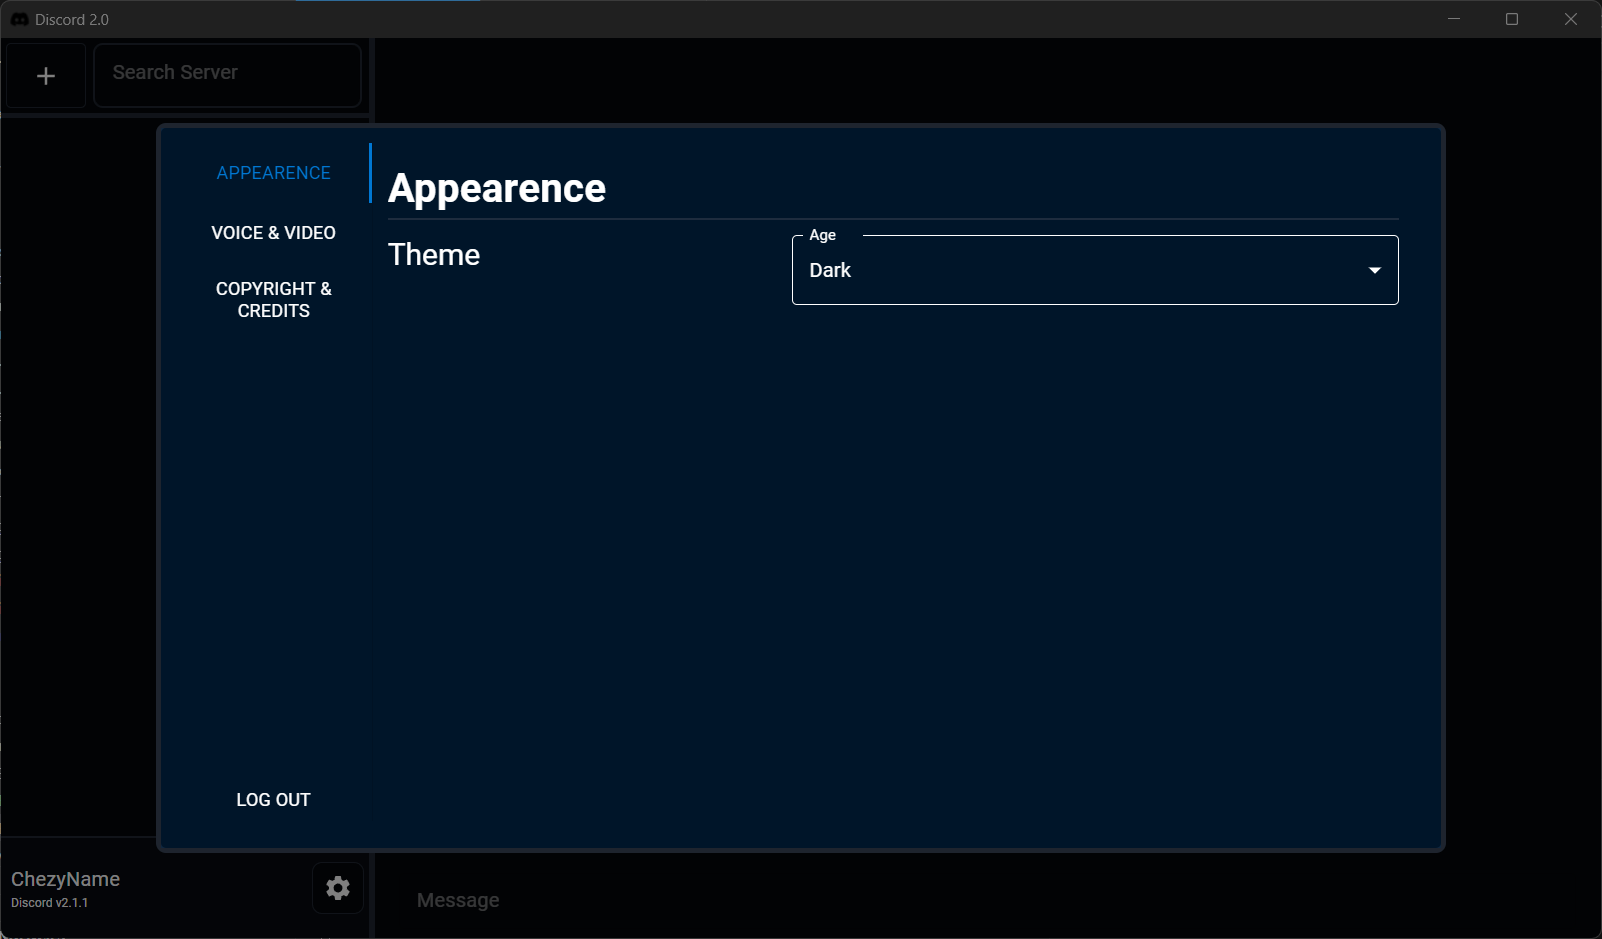 Discord 2.0
Search Server
APPEARENCE
VOICE & VIDEO
COPYRIGHT &
CREDITS
LOG OUT
Appearence
Theme
Age
Dark
ChezyName
Discord v2.1.1
Message